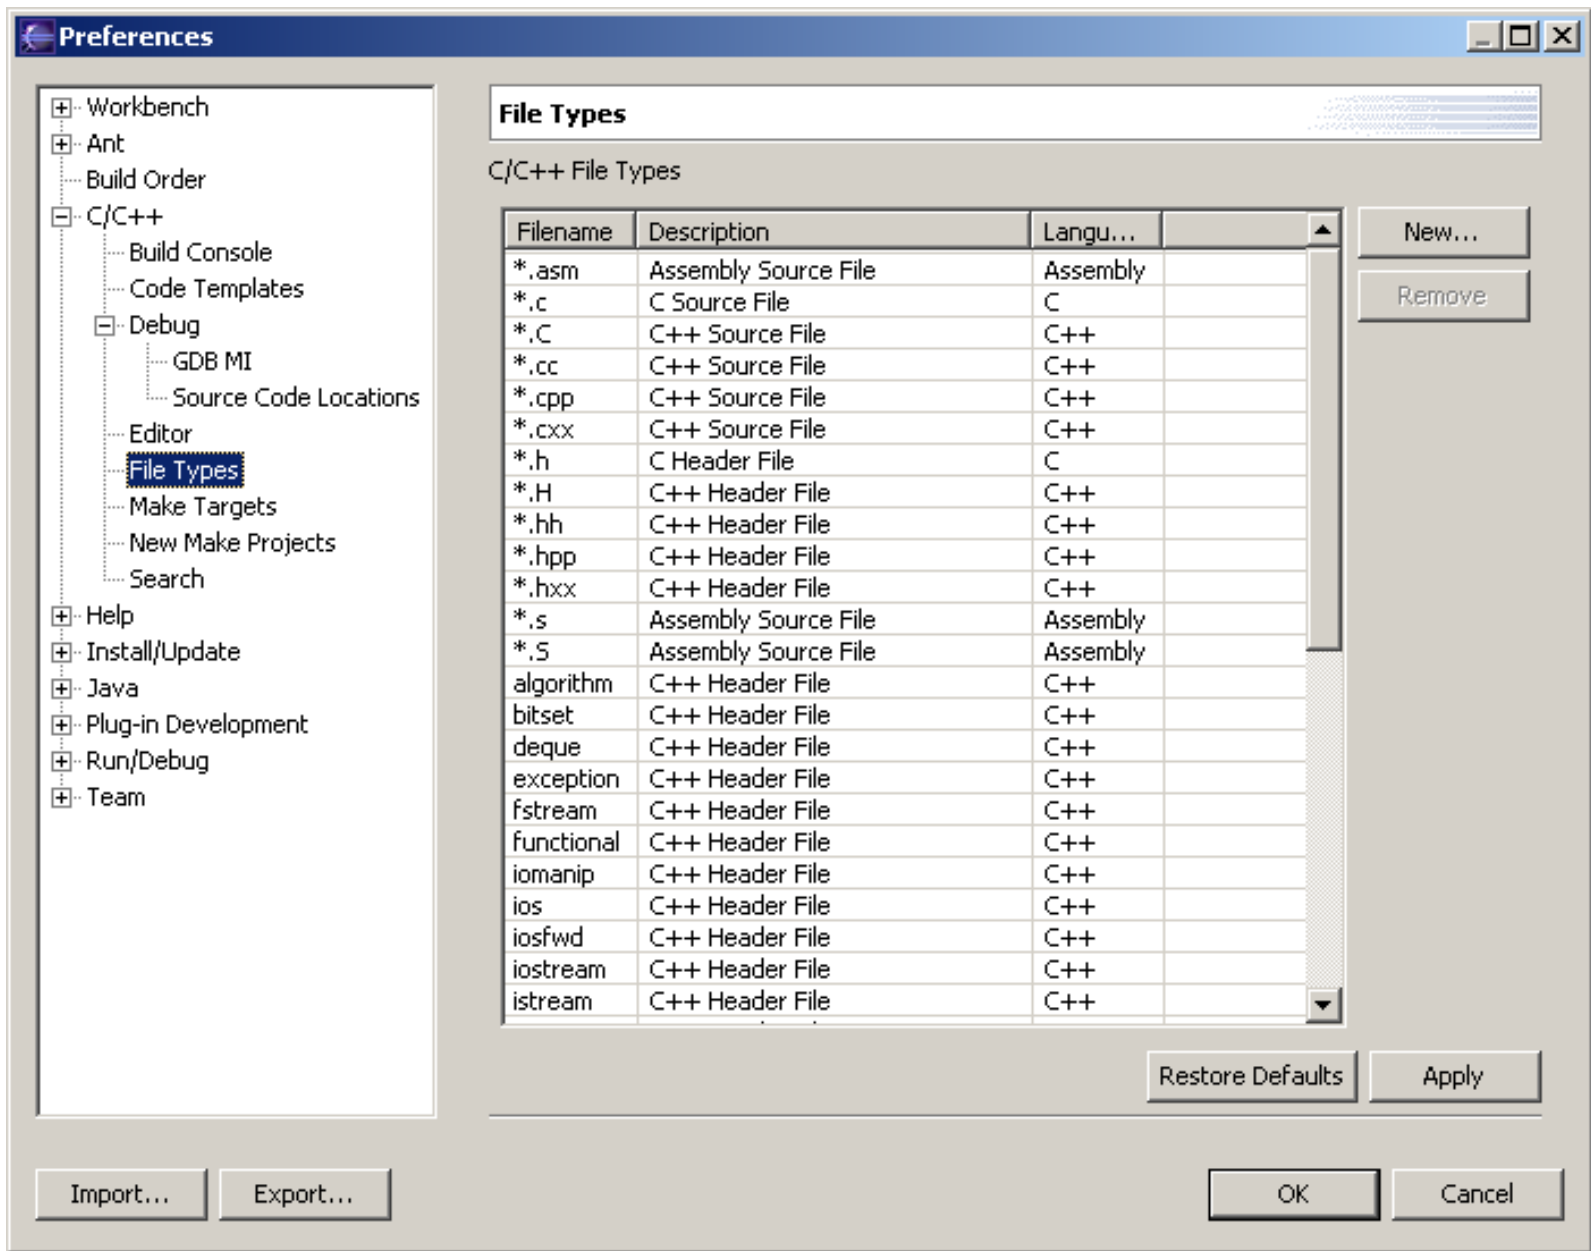 Preferences
Workbench
Ant
Build Order
C/C++
Build Console
Code Templates
Debug
GDB MI
Source Code Locations
Editor
File Types
Make Targets
New Make Projects
Search
Help
Install/Update
Java
Plug-in Development
Run/Debug
Team
File Types
C/C++ File Types
Filename Description Langu...
*.asm Assembly Source File Assembly
*.c C Source File C
*.C C++ Source File C++
*.cc C++ Source File C++
*.cpp C++ Source File C++
*.cxx C++ Source File C++
*.h C Header File C
*.H C++ Header File C++
*.hh C++ Header File C++
*.hpp C++ Header File C++
*.hxx C++ Header File C++
*.s Assembly Source File Assembly
*.S Assembly Source File Assembly
algorithm C++ Header File C++
bitset C++ Header File C++
deque C++ Header File C++
exception C++ Header File C++
fstream C++ Header File C++
functional C++ Header File C++
iomanip C++ Header File C++
ios C++ Header File C++
iosfwd C++ Header File C++
iostream C++ Header File C++
istream C++ Header File C++
New...
Remove
Restore Defaults Apply
Import... Export... OK Cancel